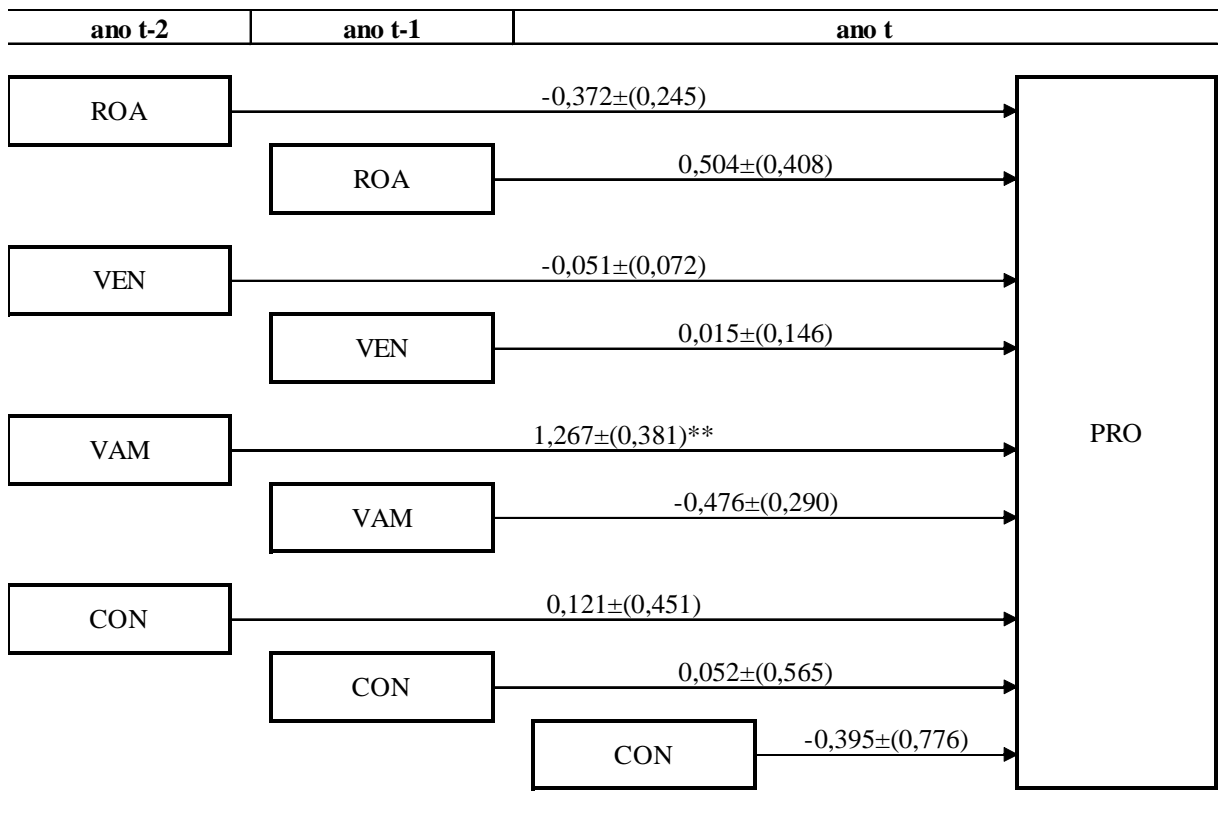 ano t-2 ano t-1 ano t
ROA -0,372±(0,245)
ROA 0,504±(0,408)
VEN -0,051±(0,072)
VEN 0,015±(0,146)
VAM 1,267±(0,381)** PRO
VAM -0,476±(0,290)
CON 0,121±(0,451)
CON 0,052±(0,565)
CON -0,395±(0,776)